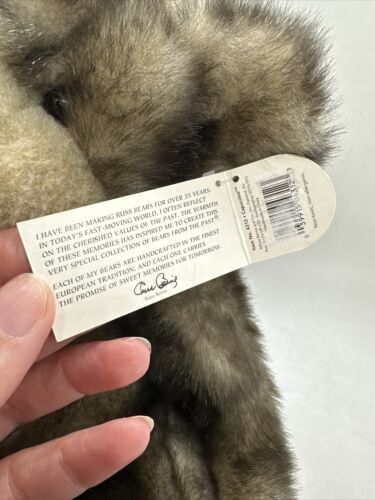 I HAVE BEEN MAKING RUSS BEARS FOR OVER 35 YEARS.
IN TODAY'S FAST-MOVING WORLD, I OFTEN REFLECT
ON THE CHERISHED VALUES OF THE PAST. THE WARMTH
OF THESE MEMORIES HAS INSPIRED ME TO CREATE THIS
VERY SPECIAL COLLECTION OF BEARS FROM THE PAST®.
EACH OF MY BEARS ARE HANDCRAFTED IN THE FINEST
EUROPEAN TRADITION, AND EACH ONE CARRIES
THE PROMISE OF SWEET MEMORIES FOR TOMORROW.
Russ Berrie
Item No.